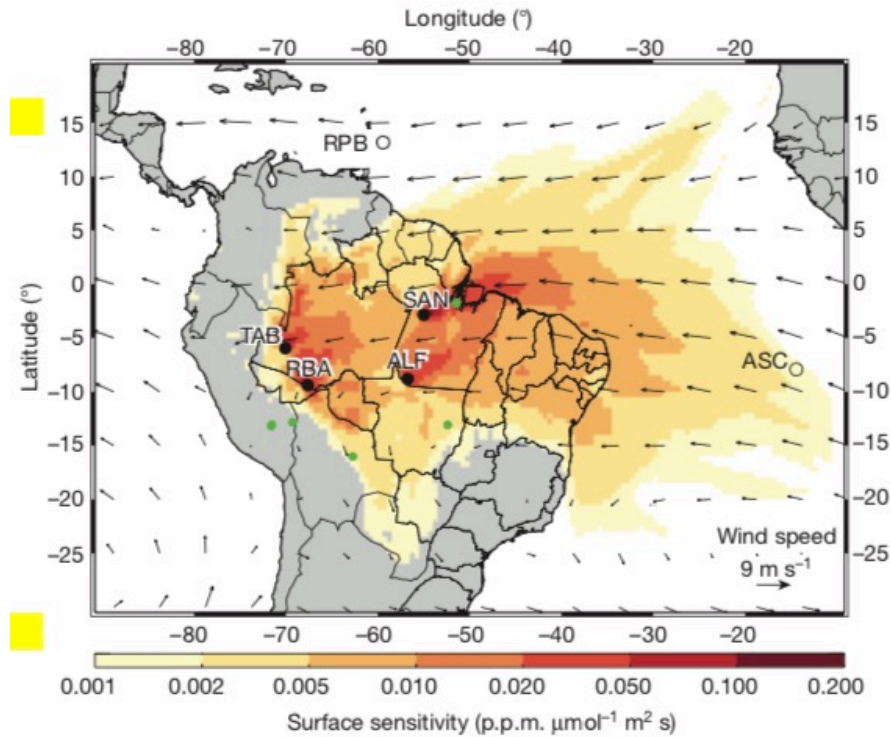 Longitude (°)
−80 −70 −60 −50 −40 −30 −20
15 RPB 15
10 10
5 5
0 0
SAN
−5 −5
TAB
RBA ALF ASC
−10 −10
−15 −15
−20 −20
Wind speed
−25 −25
9 m s−1
Latitude (°)
−80 −70 −60 −50 −40 −30 −20
0.001 0.002 0.005 0.010 0.020 0.050 0.100 0.200
Surface sensitivity (p.p.m. μmol−1 m2 s)